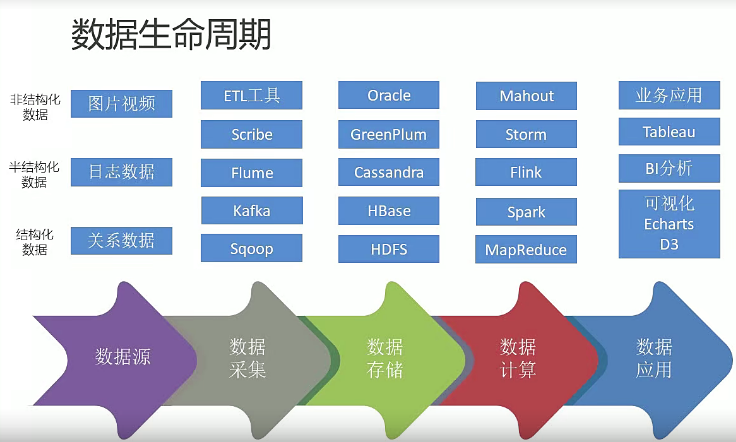 数据生命周期
非结构化
数据
图片视频
半结构化
数据
日志数据
结构化
数据
关系数据
ETL工具
Scribe
Flume
Kafka
Sqoop
Oracle
GreenPlum
Cassandra
HBase
HDFS
Mahout
Storm
Flink
Spark
MapReduce
业务应用
Tableau
BI分析
可视化
Echarts
D3
数据源
数据
采集
数据
存储
数据
计算
数据
应用